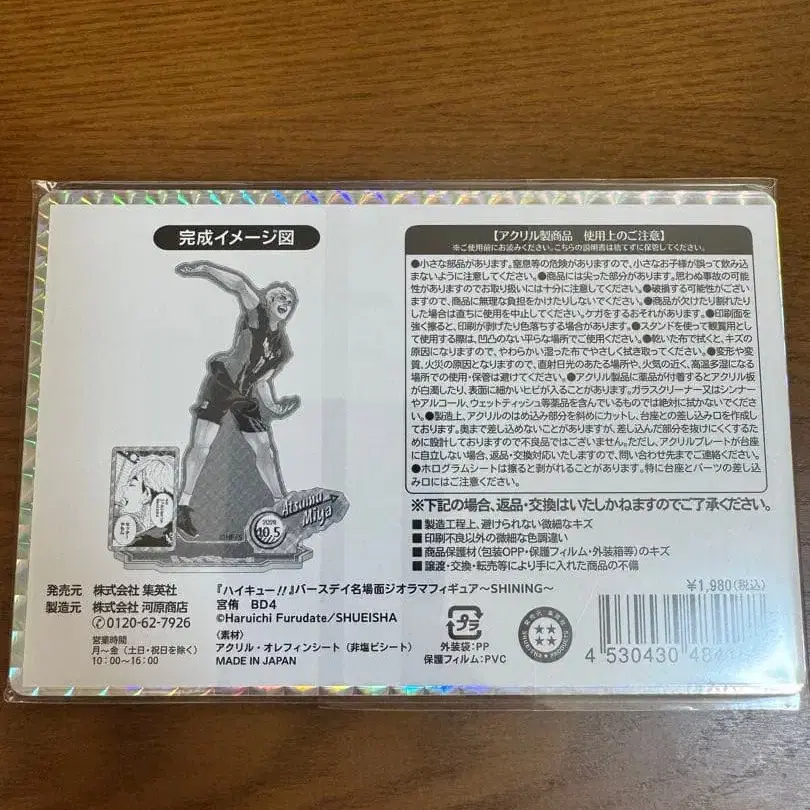 完成イメージ図
Atsumu
Miya
10.5
©HF/S
【アクリル製商品 使用上のご注意】
※ご使用前にお読みください。こちらの説明書は捨てずに保管してください。
●小さな部品があります。窒息等の危険がありますので、小さなお子様が誤って飲み込
まないように注意してください。●商品には尖った部分があります。思わぬ事故の可能
性がありますのでお取り扱いには十分に注意してください。●破損する可能性がござい
ますので、商品に無理な負担をかけたりしないでください。●商品が欠けたり割れたり
した場合は直ちに使用を中止してください。ケガをするおそれがあります。●印刷面
を強く擦ると、印刷が剥げたり色落ちする場合があります。●スタンドを使って観賞用とし
て使用する際は、凹凸のない平らな場所でご使用ください。●乾いた布で拭くと、キズの
原因になりますので、やわらかい湿った布でやさしく拭き取ってください。●変形や変
質、火災の原因となりますので、直射日光のあたる場所や、火気の近く、高温多湿になる
場所での使用・保管は避けてください。●アクリル製品に薬品が付着するとアクリル板
が白濁したり、表面に細かいヒビが入ることがあります。ガラスクリーナー又はシンナー
やアルコール、ウェットティッシュ等薬品を含んでいるものでは絶対に拭かないでください。
●製造上、アクリルのはめ込み部分を斜めにカットし、台座との差し込み口を作成し
ております。奥まで差し込めないことがありますが、差し込んだ部分を抜けにくくするた
めに設計しておりますので不良品ではございません。ただし、アクリルプレートが台座
に自立しない場合、返品・交換対応いたしますので、問い合わせ先までご連絡ください。
●ホログラムシートは擦ると剥がれることがあります。特に台座とパーツの差し込
み口にはご注意ください。
※下記の場合、返品・交換はいたしかねますのでご了承ください。
■製造工程上、避けられない微細なキズ
■印刷不良以外の微細な色調違い
■商品保護材(包装OPP・保護フィルム・外装箱等)のキズ
■譲渡・交換・転売等により手に入れた商品の不備
発売元 株式会社 集英社
製造元 株式会社 河原商店
0120-62-7926
営業時間
月~金(土日・祝日を除く)
10:00~16:00
『ハイキュー!!』バースデイ名場面ジオラマフィギュア~SHINING~
宮侑 BD4
©Haruichi Furudate/SHUEISHA
〈素材〉
アクリル・オレフィンシート(非塩ビシート)
MADE IN JAPAN
プラ
外装袋:PP
保護フィルム:PVC
¥1,980(税込)
4 530430 484